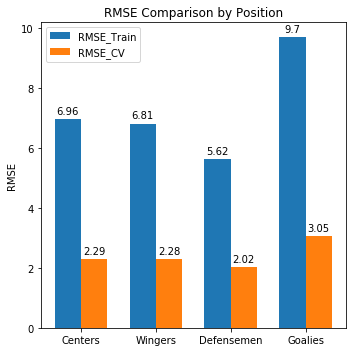 RMSE Comparison by Position
RMSE_Train
RMSE_CV
RMSE
10
8
6
4
2
0
6.96
2.29
6.81
2.28
5.62
2.02
9.7
3.05
Centers
Wingers
Defensemen
Goalies